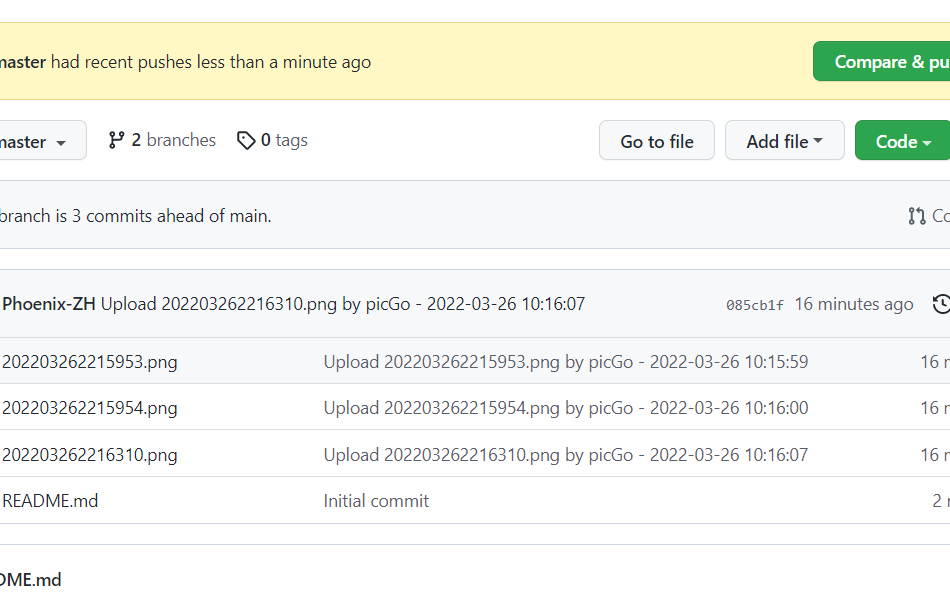 master had recent pushes less than a minute ago Compare & pu
master 2 branches 0 tags Go to file Add file Code
branch is 3 commits ahead of main. Co
Phoenix-ZH Upload 202203262216310.png by picGo - 2022-03-26 10:16:07 085cb1f 16 minutes ago
202203262215953.png Upload 202203262215953.png by picGo - 2022-03-26 10:15:59 16 m
202203262215954.png Upload 202203262215954.png by picGo - 2022-03-26 10:16:00 16 m
202203262216310.png Upload 202203262216310.png by picGo - 2022-03-26 10:16:07 16 m
README.md Initial commit 2
DME.md